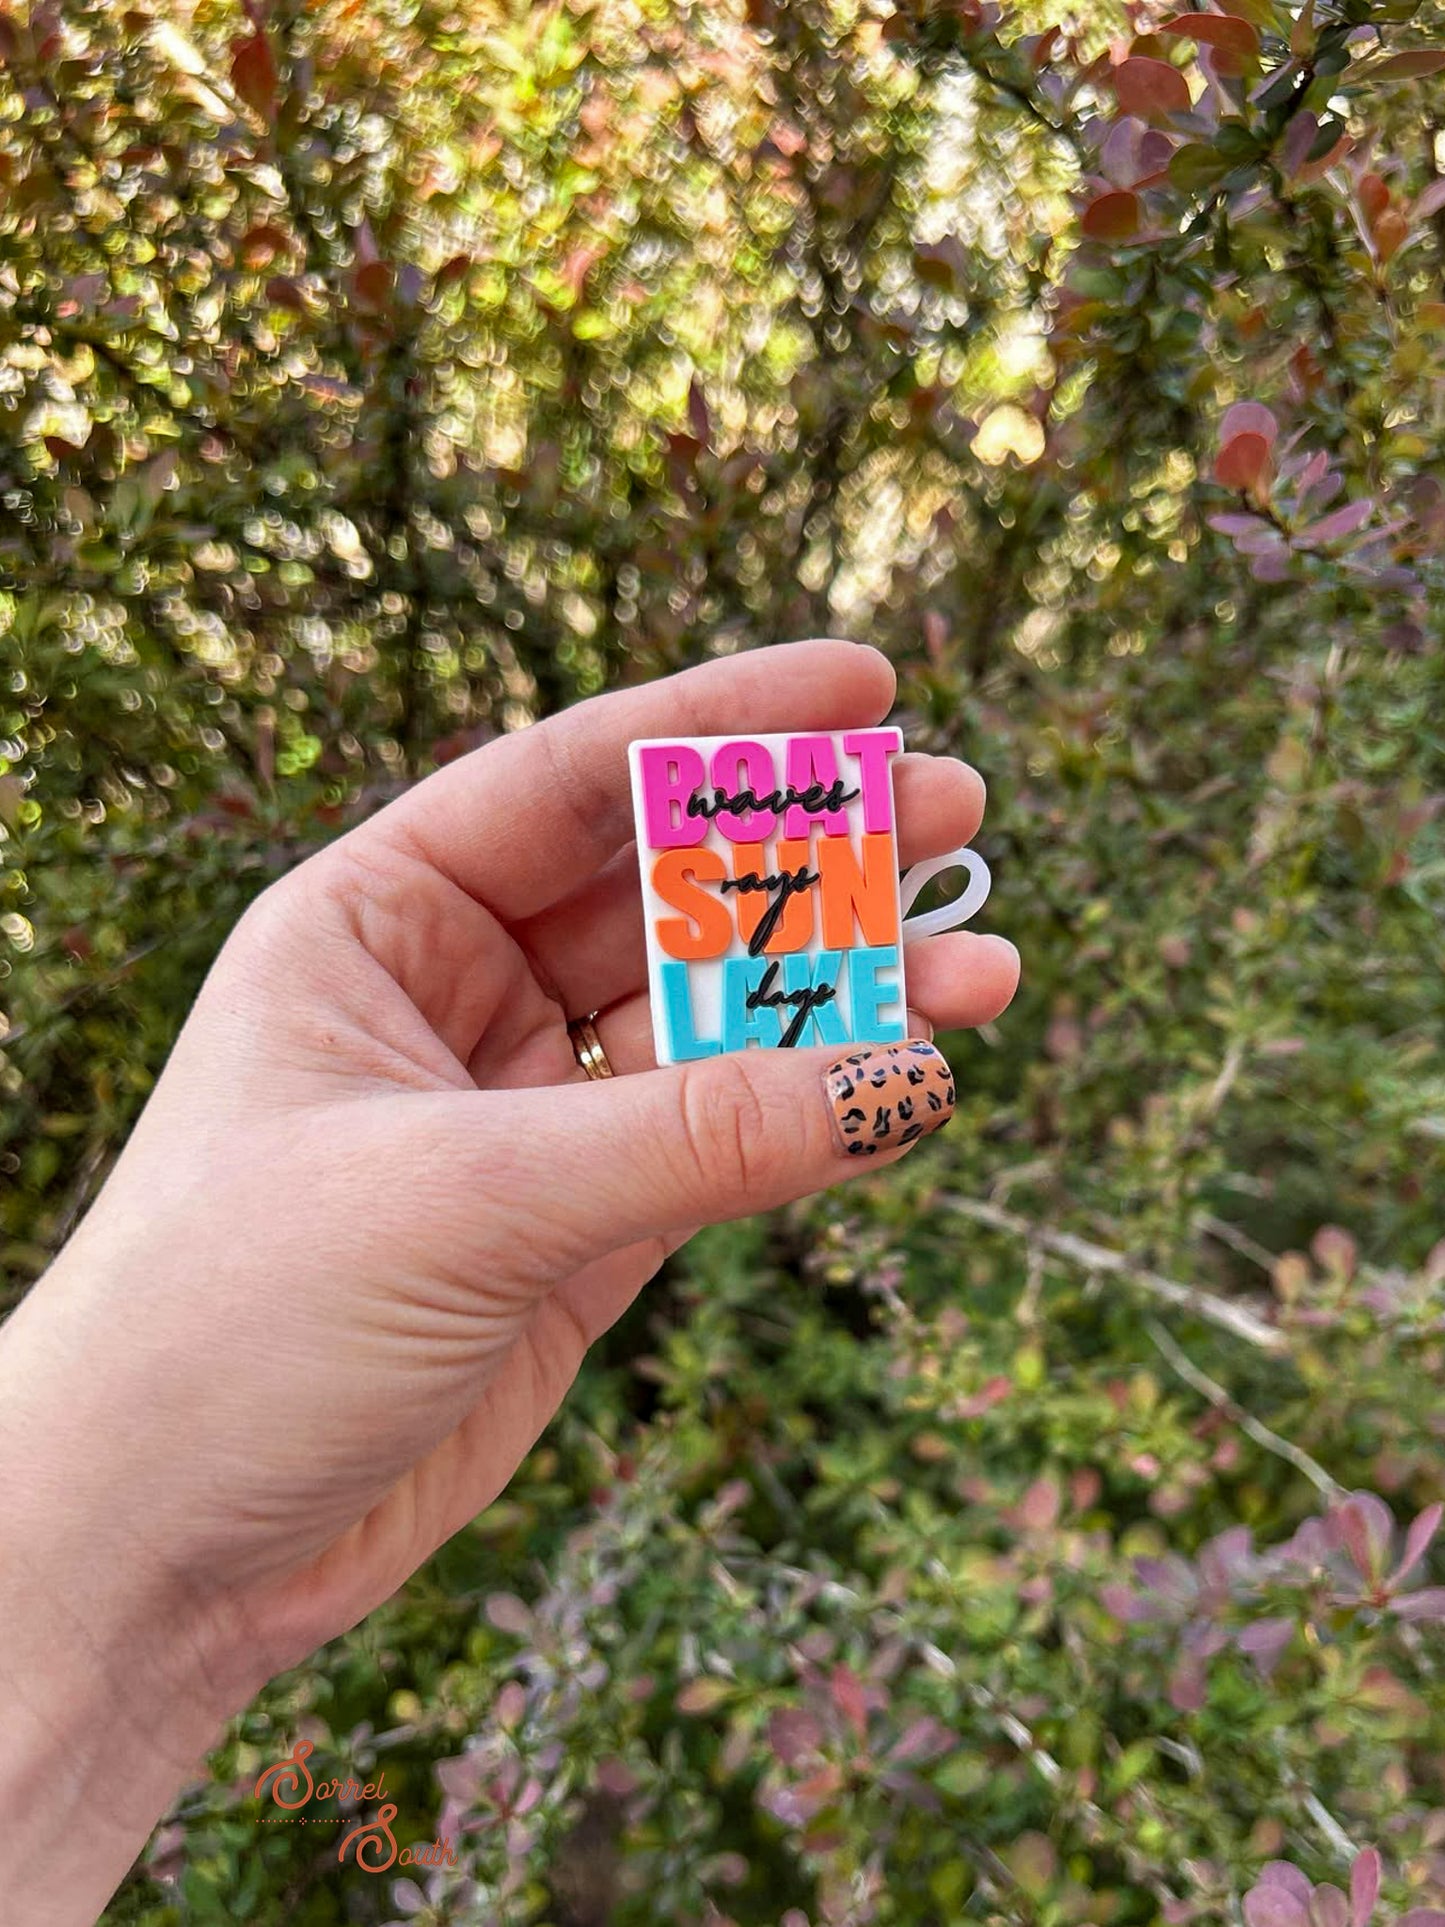 BOAT
waves
SUN
rays
LAKE
days
Sorrel
South